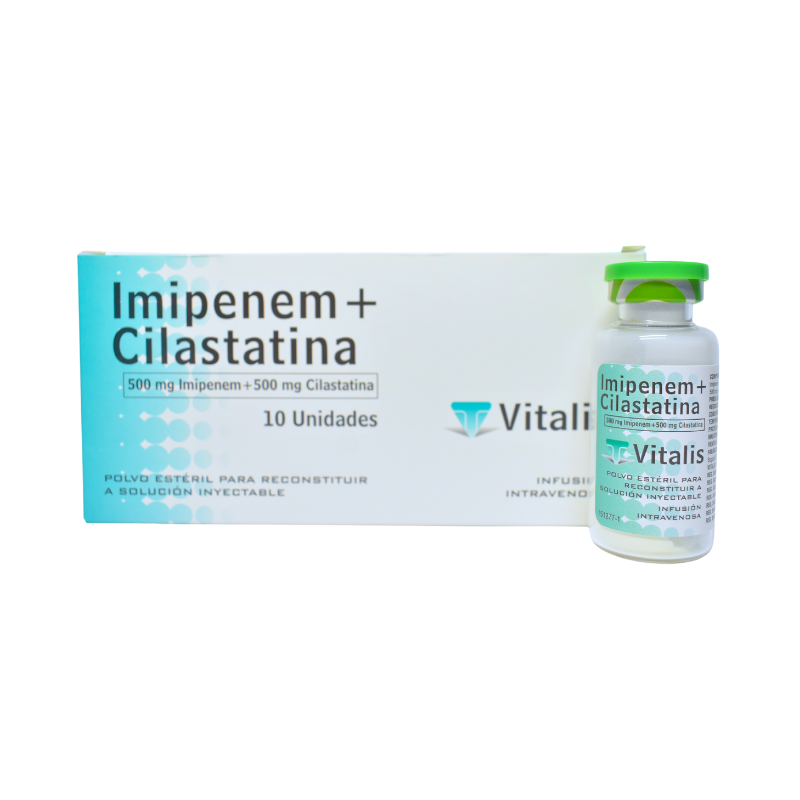 Imipenem +
Cilastatina
500 mg Imipenem + 500 mg Cilastatina
10 Unidades
POLVO ESTÉRIL PARA RECONSTITUIR
A SOLUCIÓN INYECTABLE
Vitalis
INFUSIÓ
INTRAVENOS
Imipenem +
Cilastatina
500 mg Imipenem + 500 mg Cilastatina
Vitalis
POLVO ESTÉRIL PARA
RECONSTITUIR A
SOLUCIÓN INYECTABLE
INFUSIÓN
INTRAVENOSA